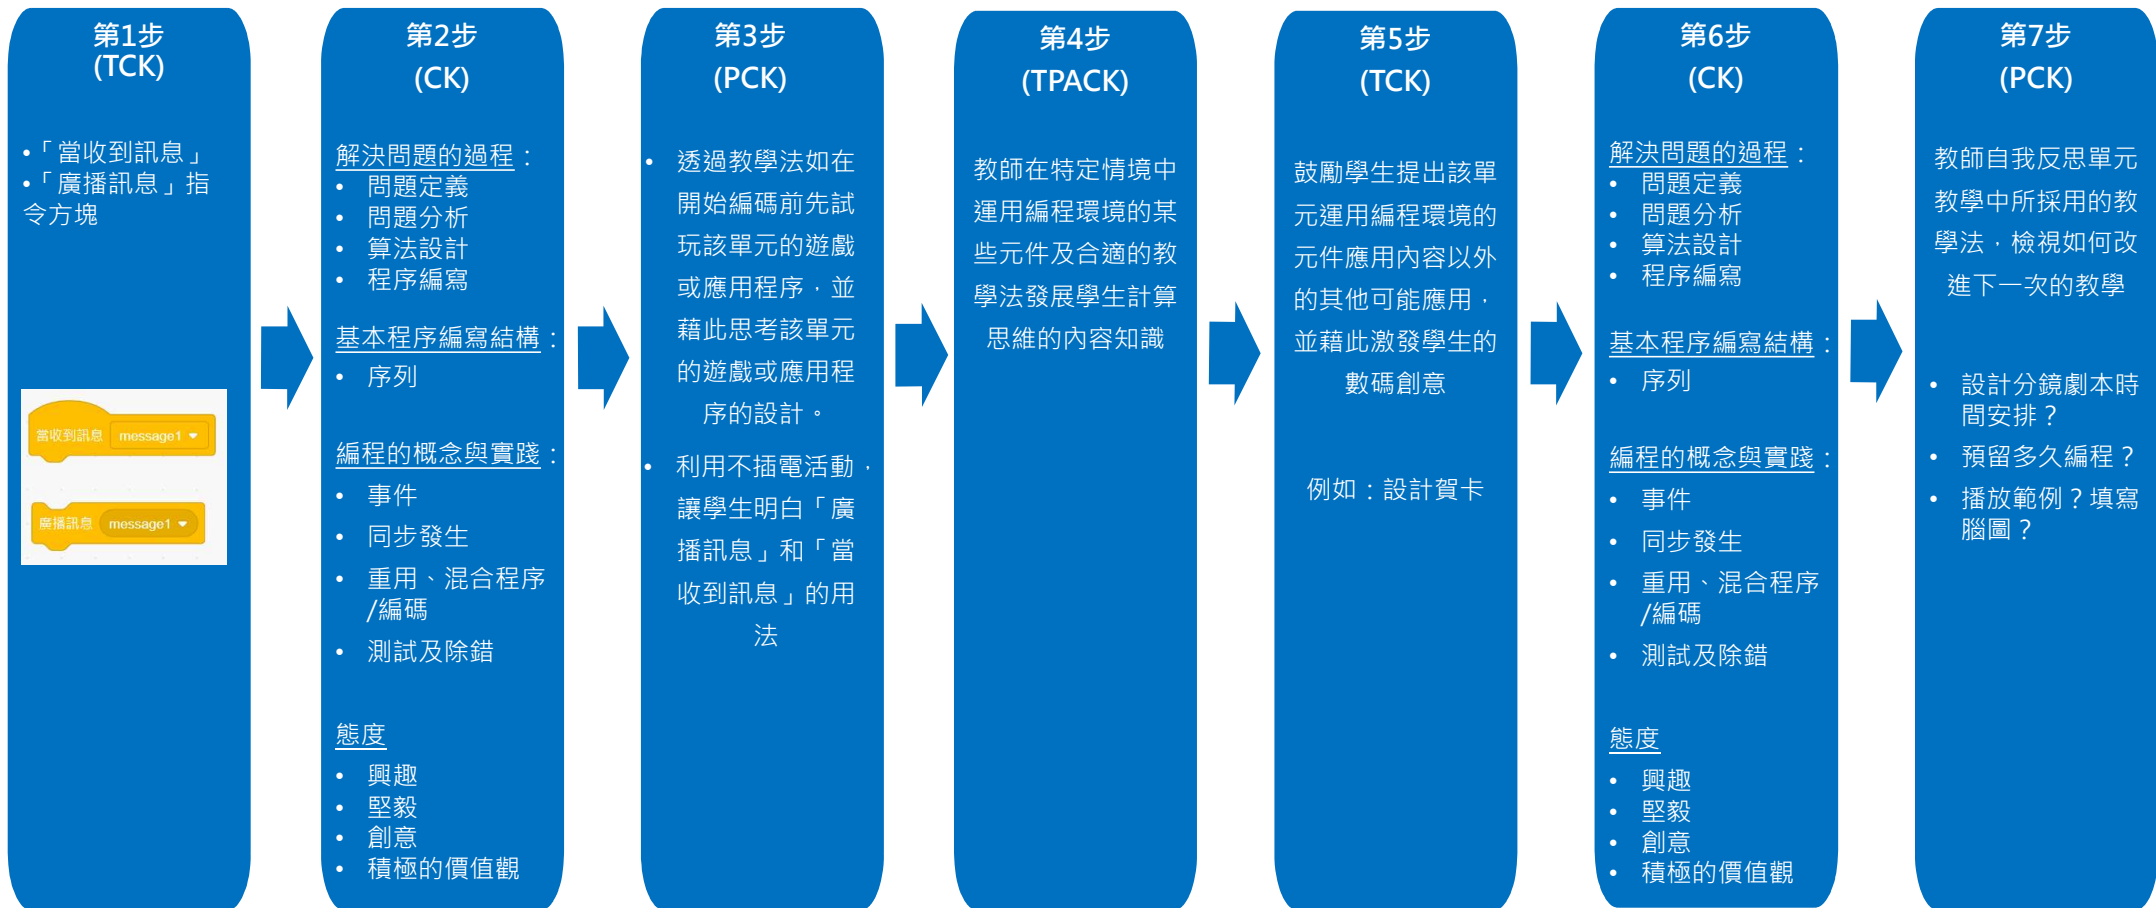 第1步
(TCK)
•「當收到訊息」
•「廣播訊息」指
令方塊
當收到訊息 message1
廣播訊息 message1
第2步
(CK)
解決問題的過程：
• 問題定義
• 問題分析
• 算法設計
• 程序編寫
基本程序編寫結構：
• 序列
編程的概念與實踐：
• 事件
• 同步發生
• 重用、混合程序
/編碼
• 測試及除錯
態度
• 興趣
• 堅毅
• 創意
• 積極的價值觀
第3步
(PCK)
• 透過教學法如在
開始編碼前先試
玩該單元的遊戲
或應用程序，並
藉此思考該單元
的遊戲或應用程
序的設計。
• 利用不插電活動，
讓學生明白「廣
播訊息」和「當
收到訊息」的用
法
第4步
(TPACK)
教師在特定情境中
運用編程環境的某
些元件及合適的教
學法發展學生計算
思維的內容知識
第5步
(TCK)
鼓勵學生提出該單
元運用編程環境的
元件應用內容以外
的其他可能應用，
並藉此激發學生的
數碼創意
例如：設計賀卡
第6步
(CK)
解決問題的過程：
• 問題定義
• 問題分析
• 算法設計
• 程序編寫
基本程序編寫結構：
• 序列
編程的概念與實踐：
• 事件
• 同步發生
• 重用、混合程序
/編碼
• 測試及除錯
態度
• 興趣
• 堅毅
• 創意
• 積極的價值觀
第7步
(PCK)
教師自我反思單元
教學中所採用的教
學法，檢視如何改
進下一次的教學
• 設計分鏡劇本時
間安排？
• 預留多久編程？
• 播放範例？填寫
腦圖？